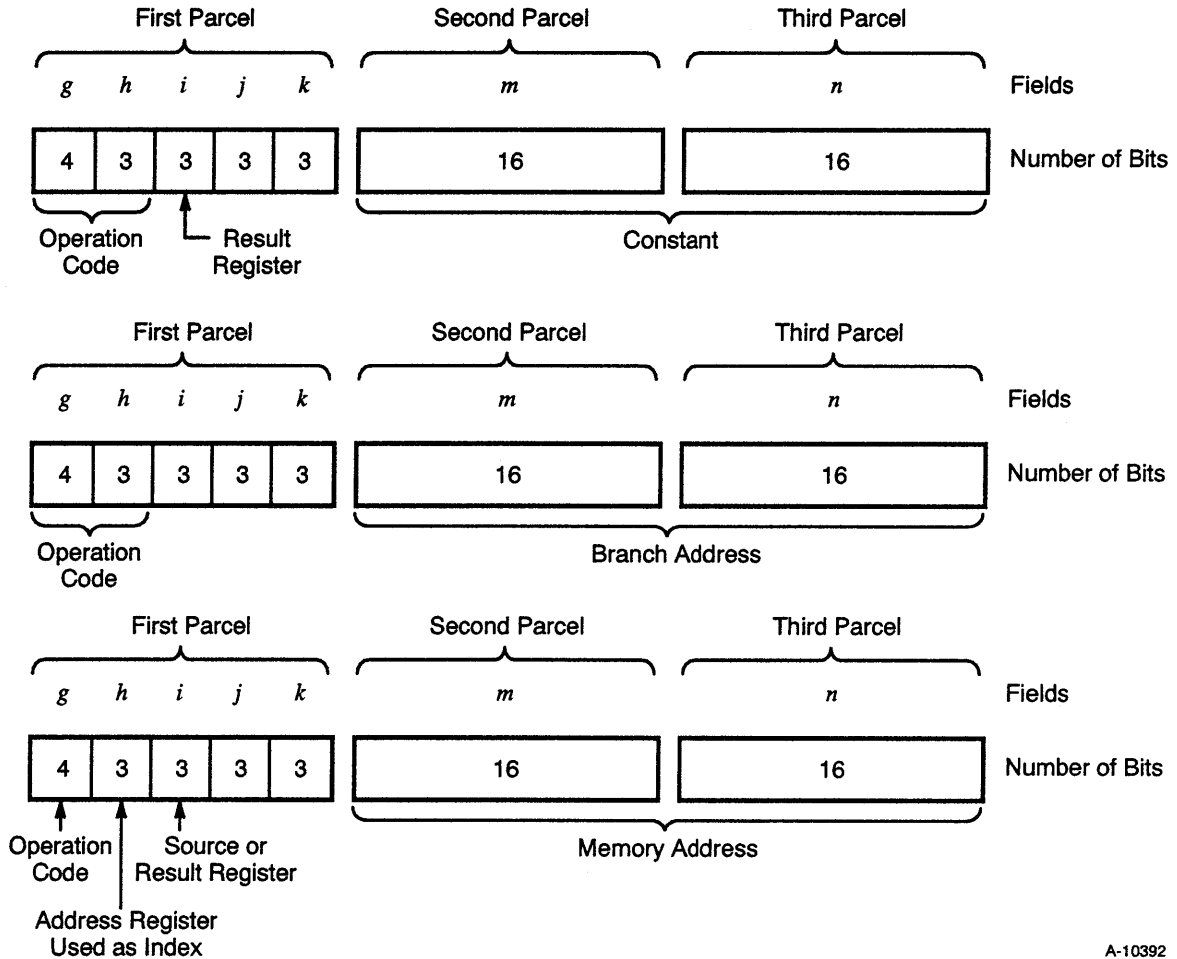 First Parcel Second Parcel Third Parcel
g h i j k m n Fields
4 3 3 3 3 16 16 Number of Bits
Operation Code
Result Register
Constant
First Parcel Second Parcel Third Parcel
g h i j k m n Fields
4 3 3 3 3 16 16 Number of Bits
Operation Code
Branch Address
First Parcel Second Parcel Third Parcel
g h i j k m n Fields
4 3 3 3 3 16 16 Number of Bits
Operation Code
Source or Result Register
Memory Address
Address Register Used as Index
A-10392